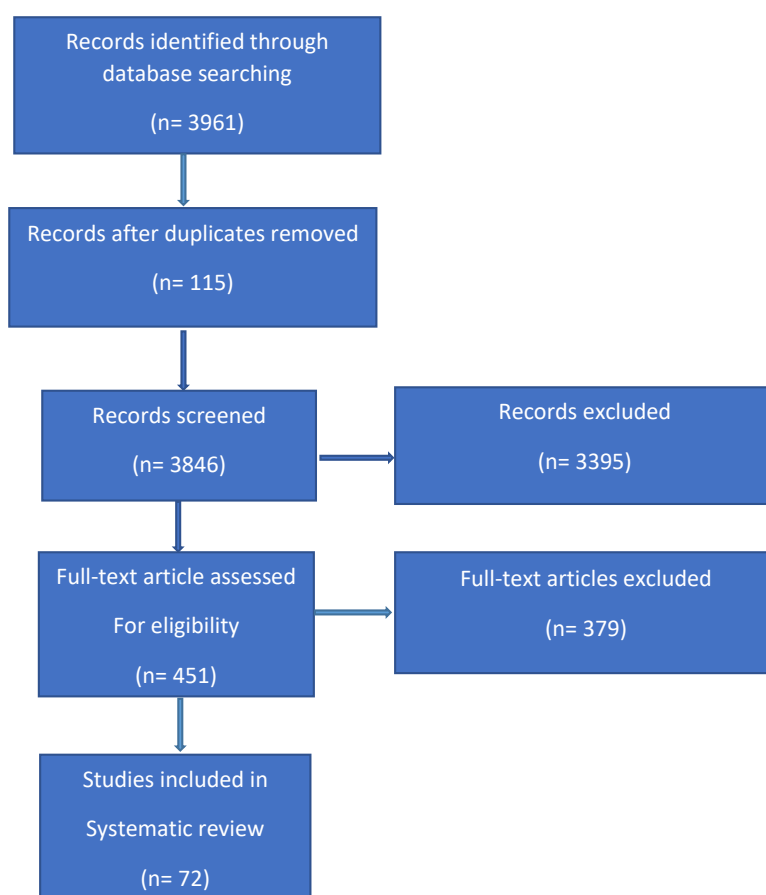 Records identified through
database searching
(n= 3961)
Records after duplicates removed
(n= 115)
Records screened
(n= 3846)
Records excluded
(n= 3395)
Full-text article assessed
For eligibility
(n= 451)
Full-text articles excluded
(n= 379)
Studies included in
Systematic review
(n= 72)